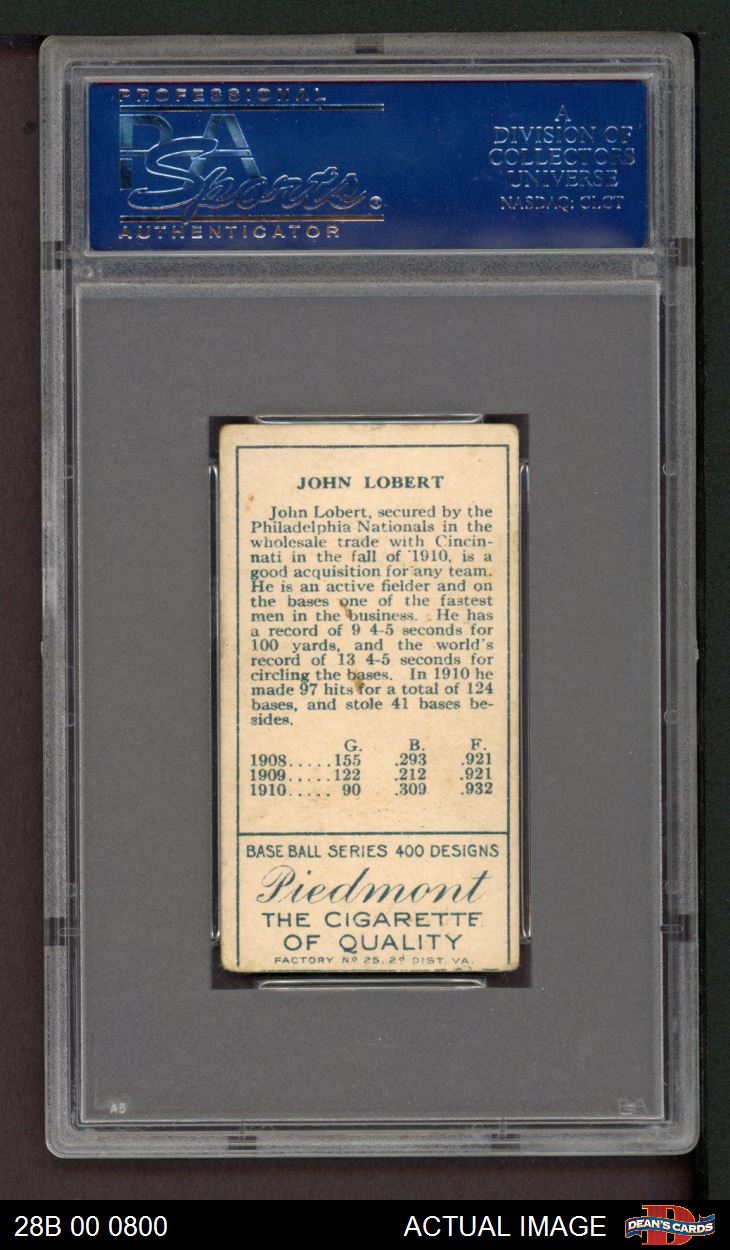 PROFESSIONAL
PSA
Sports®
AUTHENTICATOR
A
DIVISION OF
COLLECTORS
UNIVERSE
NASDAQ: CLCT
JOHN LOBERT
John Lobert, secured by the
Philadelphia Nationals in the
wholesale trade with Cincin-
nati in the fall of 1910, is a
good acquisition for any team.
He is an active fielder and on
the bases one of the fastest
men in the business. He has
a record of 9 4-5 seconds for
100 yards, and the world's
record of 13 4-5 seconds for
circling the bases. In 1910 he
made 97 hits for a total of 124
bases, and stole 41 bases be-
sides.
G. B. F.
1908.....155 .293 .921
1909.....122 .212 .921
1910..... 90 .309 .932
BASE BALL SERIES 400 DESIGNS
Piedmont
THE CIGARETTE
OF QUALITY
FACTORY Nº 25, 2d DIST. VA.
A5
PSA
28B 00 0800
ACTUAL IMAGE
DEAN'S CARDS